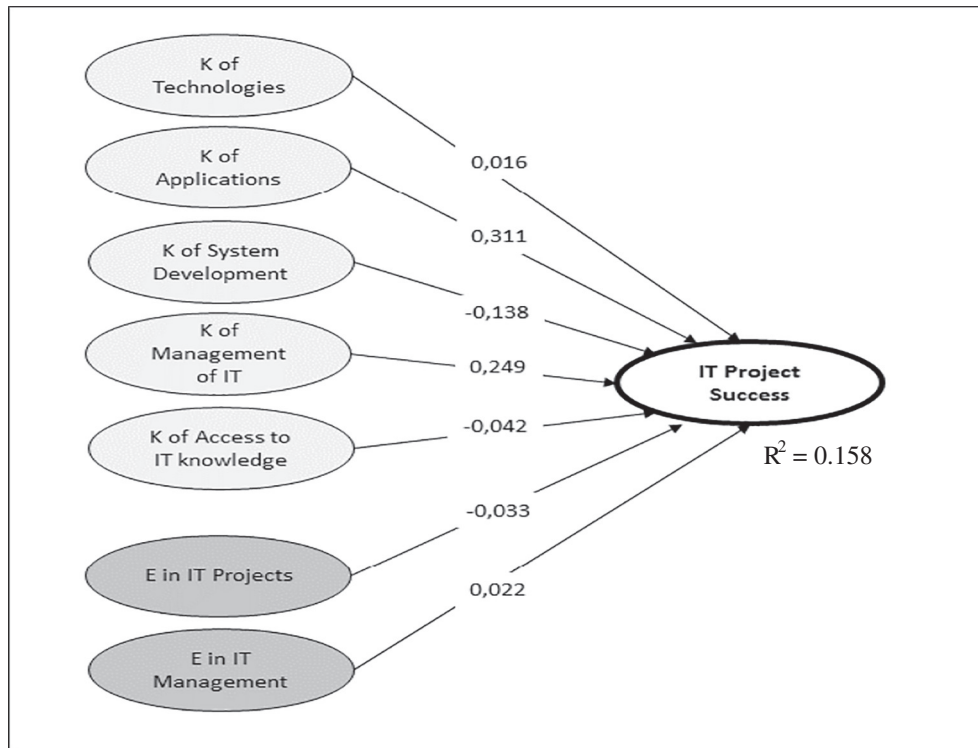 K of
Technologies
0,016
K of
Applications
0,311
K of System
Development
-0,138
K of
Management
of IT
0,249
IT Project
Success
K of Access to
IT knowledge
-0,042
R² = 0.158
E in IT Projects
-0,033
E in IT
Management
0,022